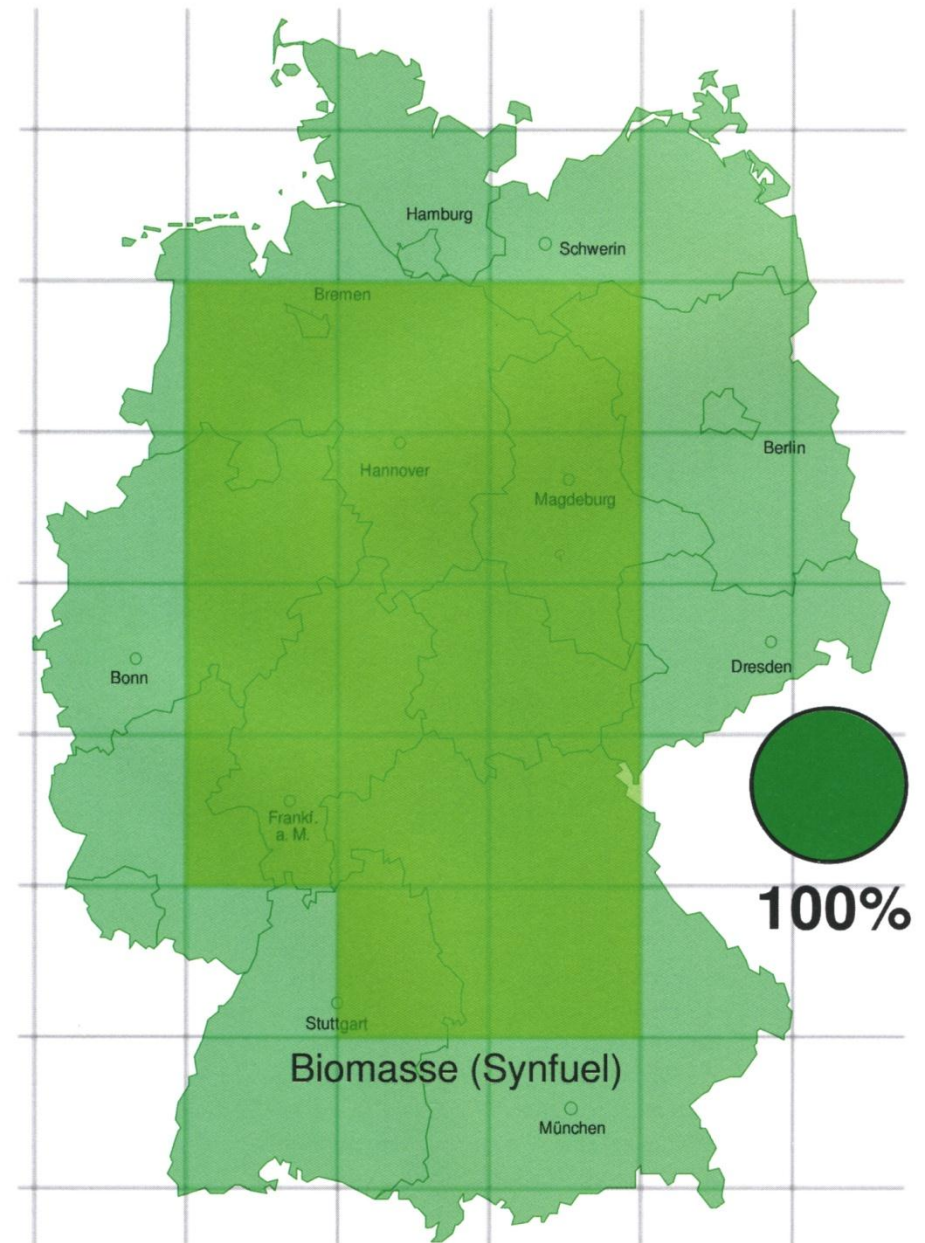 Hamburg
Schwerin
Bremen
Berlin
Hannover
Magdeburg
Bonn
Dresden
Frankf.
a. M.
100%
Stuttgart
Biomasse (Synfuel)
München